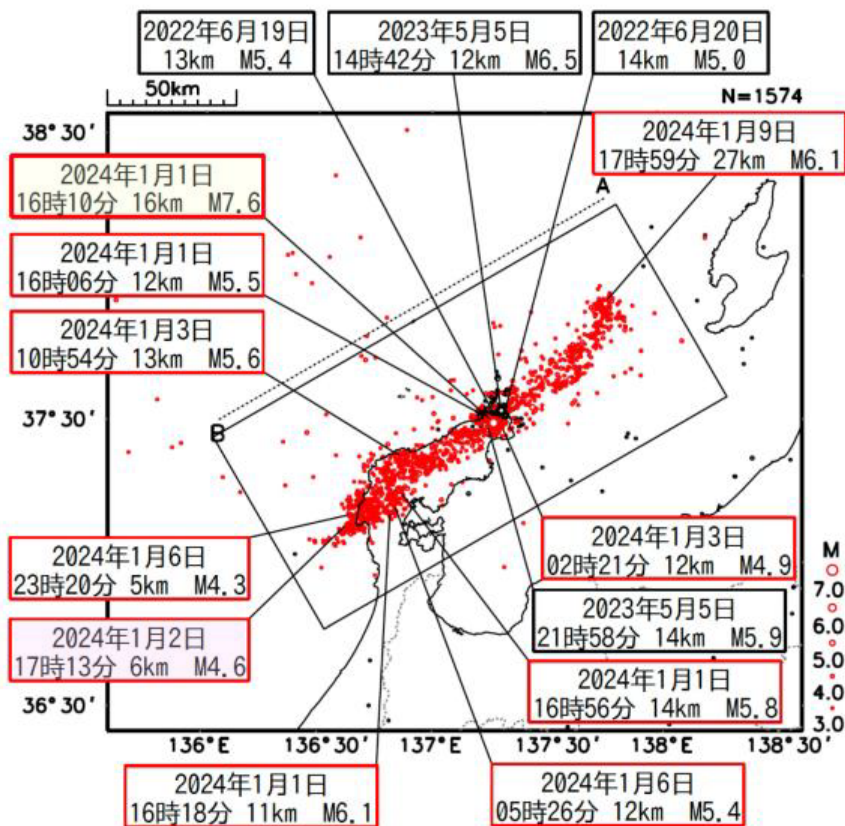 2022年6月19日
13km M5.4
2023年5月5日
14時42分 12km M6.5
2022年6月20日
14km M5.0
50km
N=1574
38°30′
2024年1月9日
17時59分 27km M6.1
2024年1月1日
16時10分 16km M7.6
A
2024年1月1日
16時06分 12km M5.5
2024年1月3日
10時54分 13km M5.6
37°30′
B
2024年1月6日
23時20分 5km M4.3
2024年1月3日
02時21分 12km M4.9
M
7.0
6.0
5.0
4.0
3.0
2023年5月5日
21時58分 14km M5.9
2024年1月2日
17時13分 6km M4.6
2024年1月1日
16時56分 14km M5.8
36°30′
136°E
136°30′
137°E
137°30′
138°E
138°30′
2024年1月1日
16時18分 11km M6.1
2024年1月6日
05時26分 12km M5.4